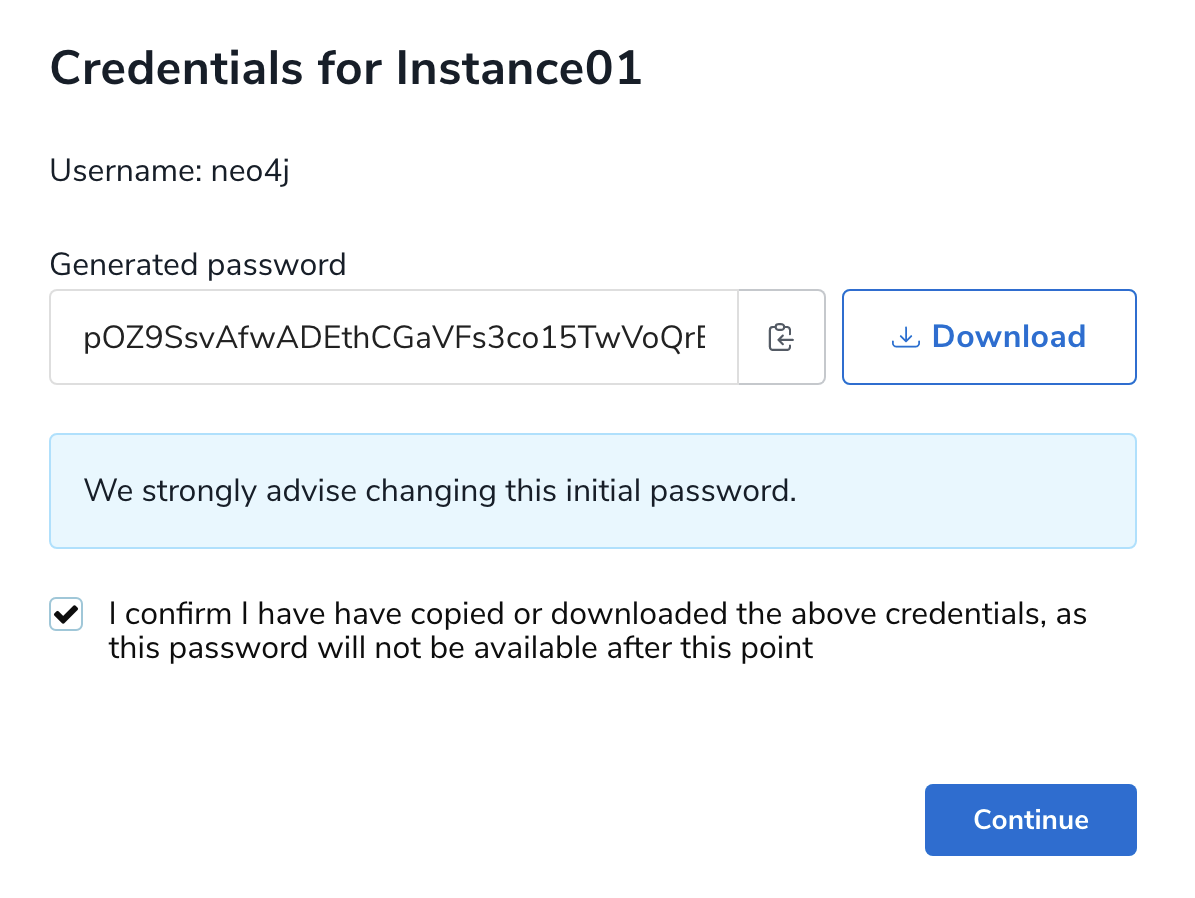 Credentials for Instance01
Username: neo4j
Generated password
pOZ9SsvAfwADEthCGaVFs3co15TwVoQrE
Download
We strongly advise changing this initial password.
I confirm I have have copied or downloaded the above credentials, as
this password will not be available after this point
Continue